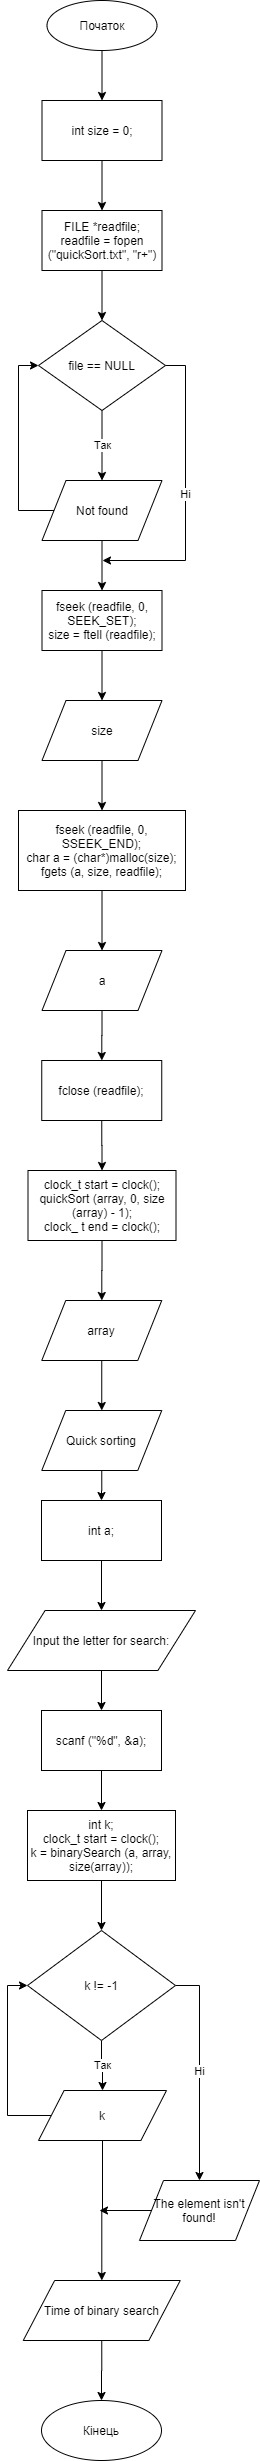 Початок
int size = 0;
FILE *readfile;
readfile = fopen
("quickSort.txt", "r+")
file == NULL
Так
Ні
Not found
fseek (readfile, 0,
SEEK_SET);
size = ftell (readfile);
size
fseek (readfile, 0,
SSEEK_END);
char a = (char*)malloc(size);
fgets (a, size, readfile);
a
fclose (readfile);
clock_t start = clock();
quickSort (array, 0, size
(array) - 1);
clock_ t end = clock();
array
Quick sorting
int a;
Input the letter for search:
scanf ("%d", &a);
int k;
clock_t start = clock();
k = binarySearch (a, array,
size(array));
k != -1
Так
Ні
k
The element isn't
found!
Time of binary search
Кінець